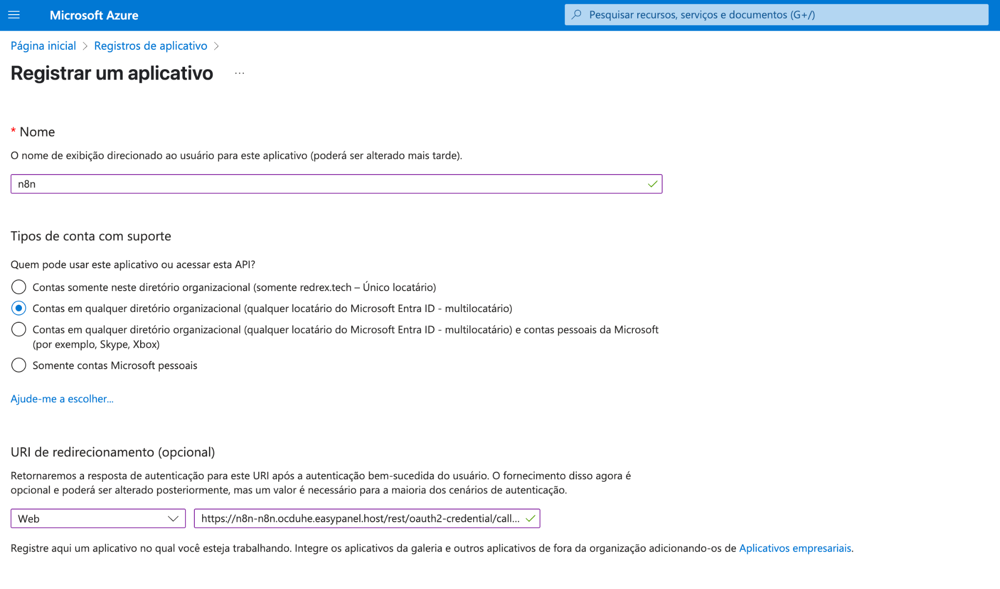 Microsoft Azure
Pesquisar recursos, serviços e documentos (G+/)
Página inicial > Registros de aplicativo >
Registrar um aplicativo ...
* Nome
O nome de exibição direcionado ao usuário para este aplicativo (poderá ser alterado mais tarde).
n8n
Tipos de conta com suporte
Quem pode usar este aplicativo ou acessar esta API?
Contas somente neste diretório organizacional (somente redrex.tech – Único locatário)
Contas em qualquer diretório organizacional (qualquer locatário do Microsoft Entra ID - multilocatário)
Contas em qualquer diretório organizacional (qualquer locatário do Microsoft Entra ID - multilocatário) e contas pessoais da Microsoft
(por exemplo, Skype, Xbox)
Somente contas Microsoft pessoais
Ajude-me a escolher...
URI de redirecionamento (opcional)
Retornaremos a resposta de autenticação para este URI após a autenticação bem-sucedida do usuário. O fornecimento disso agora é
opcional e poderá ser alterado posteriormente, mas um valor é necessário para a maioria dos cenários de autenticação.
Web
https://n8n-n8n.ocduhe.easypanel.host/rest/oauth2-credential/call...
Registre aqui um aplicativo no qual você esteja trabalhando. Integre os aplicativos da galeria e outros aplicativos de fora da organização adicionando-os de Aplicativos empresariais.